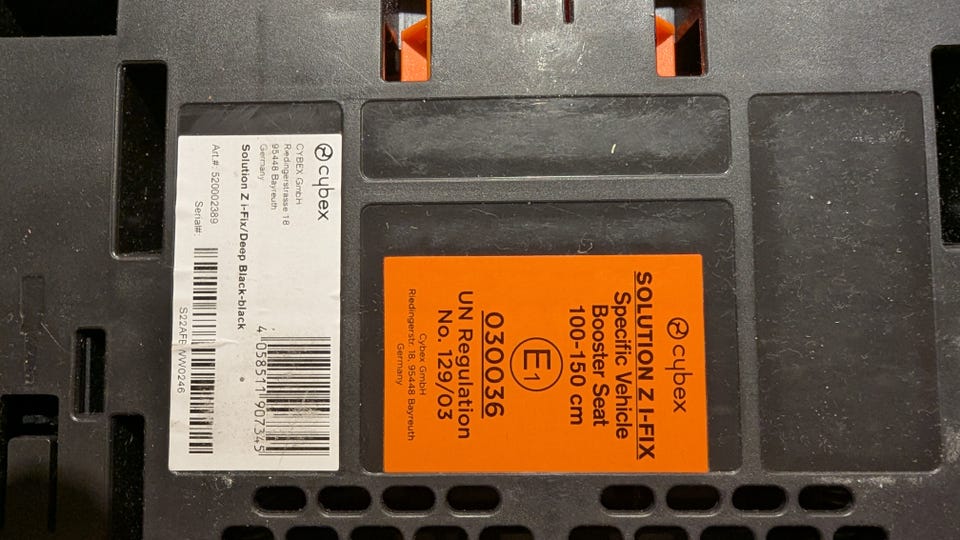 cybex
SOLUTION Z I-FIX
Specific Vehicle
Booster Seat
100-150 cm
E1
030036
UN Regulation
No. 129/03
Cybex GmbH
Riedingerstr. 18, 95448 Bayreuth
Germany
cybex
CYBEX GmbH
Riedingerstrasse 18
95448 Bayreuth
Germany
Solution Z i-Fix/Deep Black-black
4 058511 907345
Art.#: 520002389
Serial#: